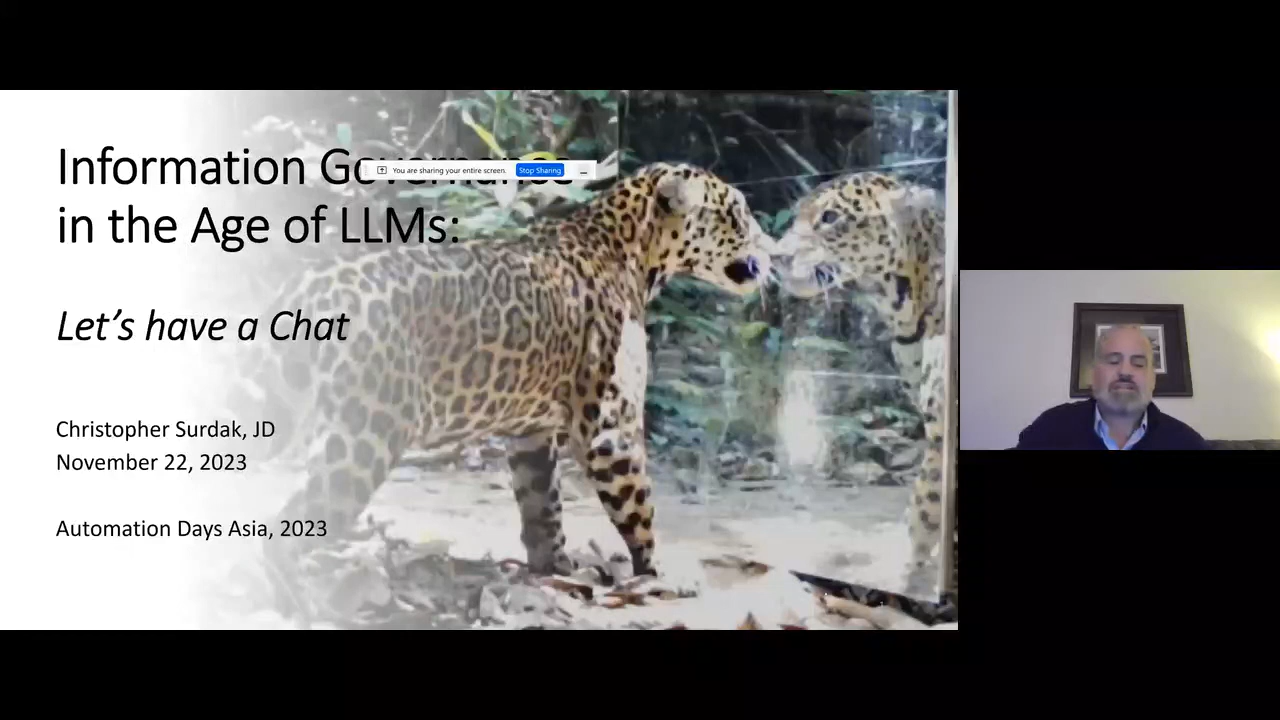 Information Governance
You are sharing your entire screen. Stop Sharing
in the Age of LLMs:
Let's have a Chat
Christopher Surdak, JD
November 22, 2023
Automation Days Asia, 2023